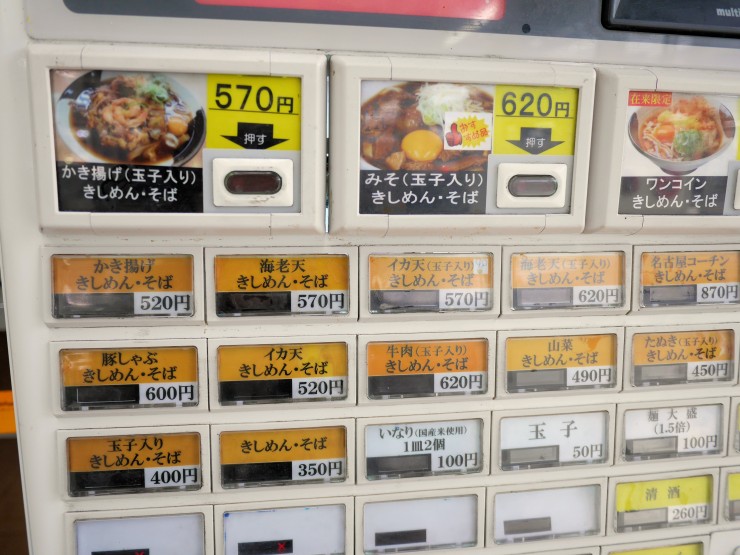 multi
570円
押す
かき揚げ(玉子入り)
きしめん・そば
620円
押す
みそ(玉子入り)
きしめん・そば
在来限定
ワンコイン
きしめん・そば
かき揚げ
きしめん・そば
520円
海老天
きしめん・そば
570円
イカ天(玉子入り)
きしめん・そば
570円
海老天(玉子入り)
きしめん・そば
620円
名古屋コーチン
きしめん・そば
870円
豚しゃぶ
きしめん・そば
600円
イカ天
きしめん・そば
520円
牛肉(玉子入り)
きしめん・そば
620円
山菜
きしめん・そば
490円
たぬき(玉子入り)
きしめん・そば
450円
玉子入り
きしめん・そば
400円
きしめん・そば
350円
いなり(国産米使用)
1皿2個
100円
玉子
50円
麺大盛
(1.5倍)
100円
清酒
260円